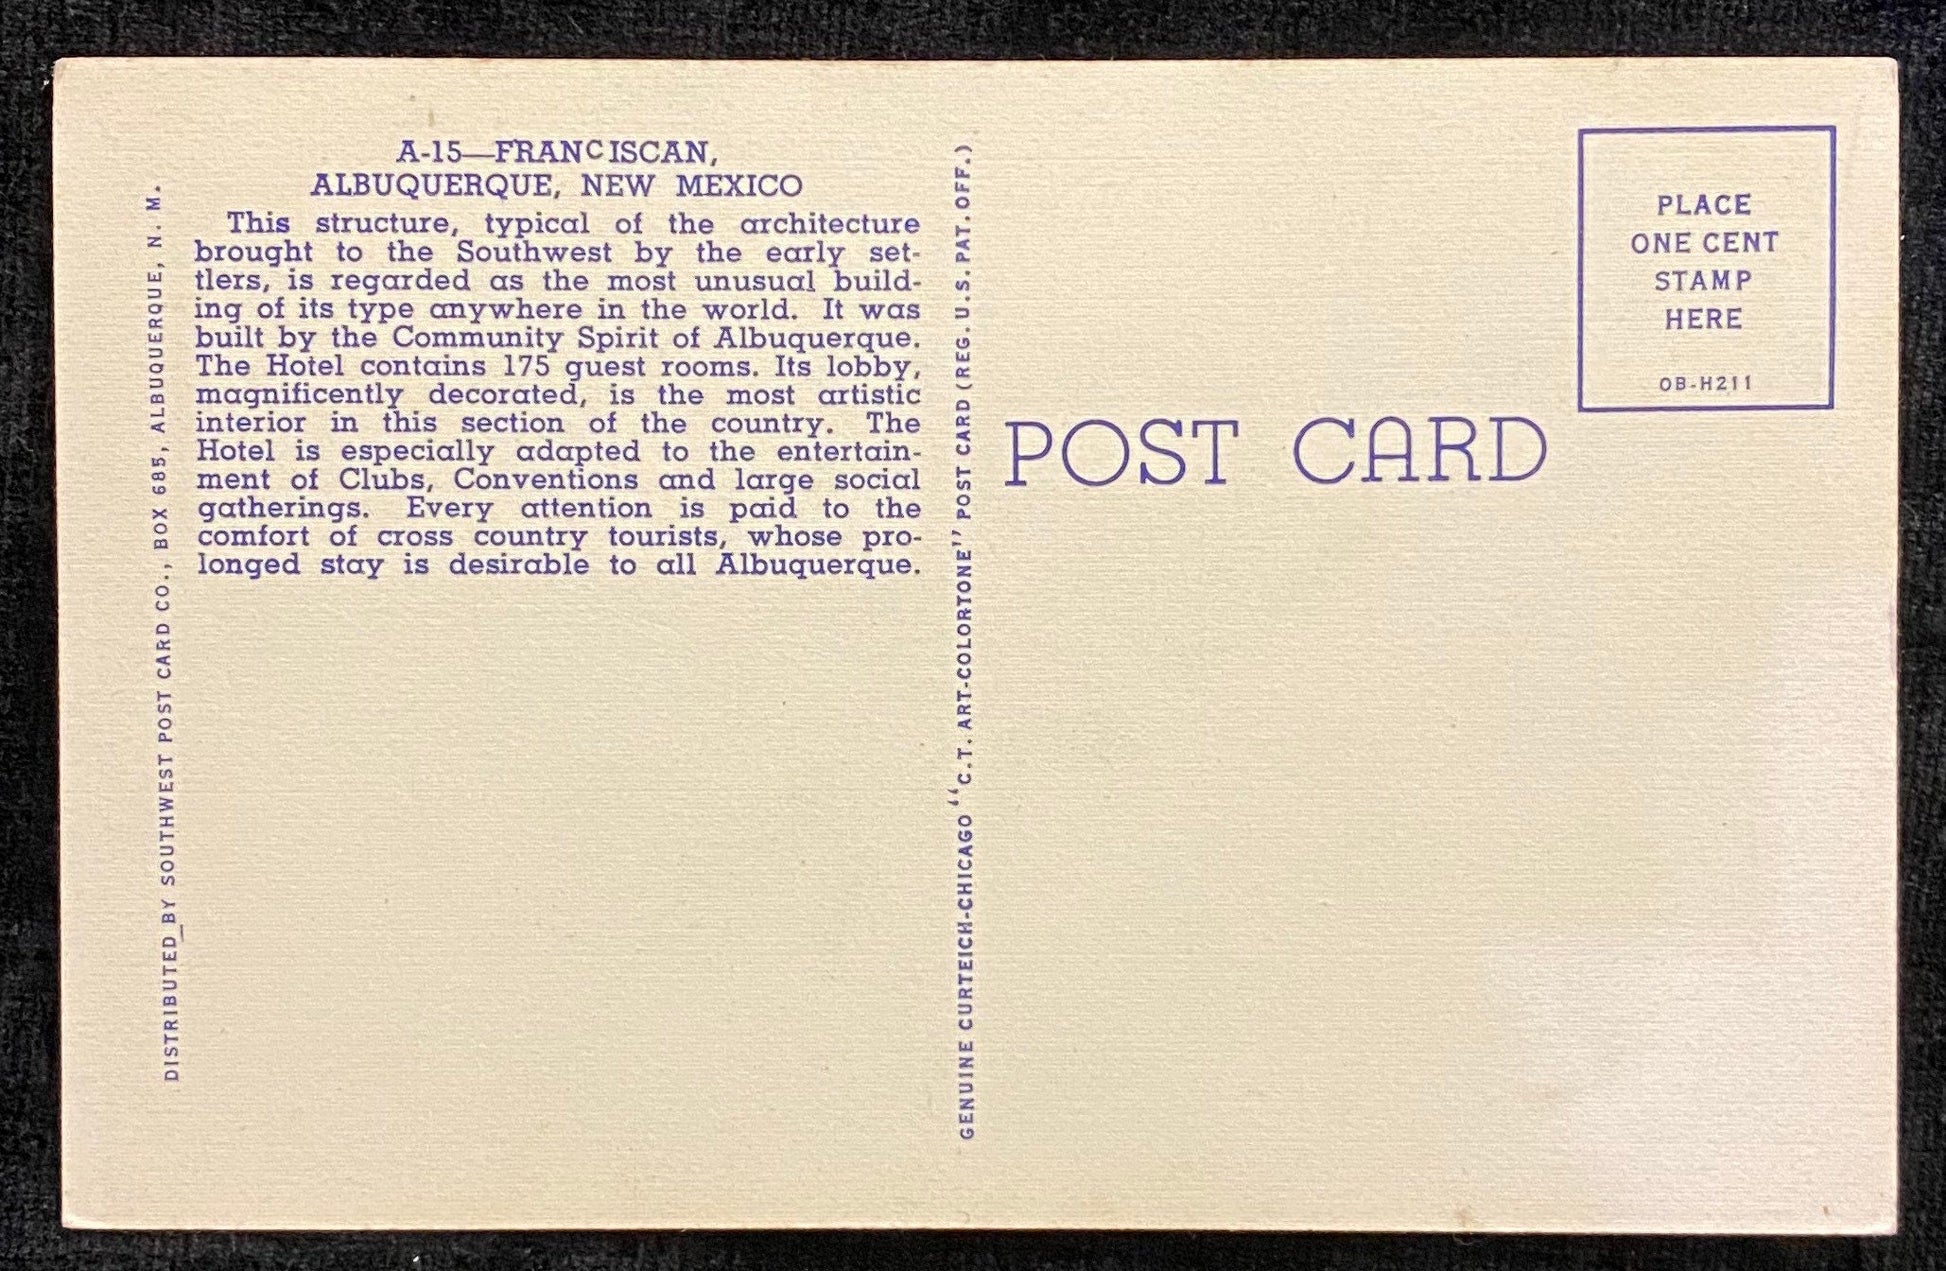 A-15—FRANCISCAN,
ALBUQUERQUE, NEW MEXICO
This structure, typical of the architecture
brought to the Southwest by the early set-
tlers, is regarded as the most unusual build-
ing of its type anywhere in the world. It was
built by the Community Spirit of Albuquerque.
The Hotel contains 175 guest rooms. Its lobby,
magnificently decorated, is the most artistic
interior in this section of the country. The
Hotel is especially adapted to the entertain-
ment of Clubs, Conventions and large social
gatherings. Every attention is paid to the
comfort of cross country tourists, whose pro-
longed stay is desirable to all Albuquerque.
DISTRIBUTED BY SOUTHWEST POST CARD CO., BOX 685, ALBUQUERQUE, N. M.
GENUINE CURTEICH-CHICAGO "C.T. ART-COLORTONE" POST CARD (REG. U.S. PAT. OFF.)
POST CARD
PLACE
ONE CENT
STAMP
HERE
OB-H211